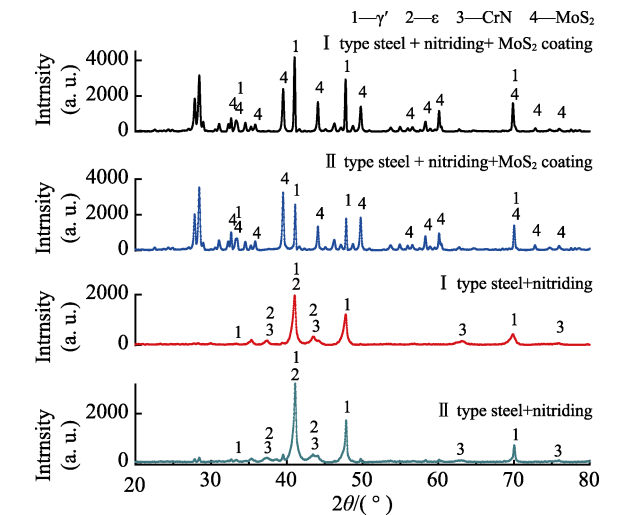 1—γ′ 2—ε 3—CrN 4—MoS₂
Ⅰ type steel + nitriding+ MoS₂ coating
Intrnsity
(a. u.)
4000
2000
0
4 1 4 4 4 1 4 1 4 4 4 4 1 4 4 4
Ⅱ type steel + nitriding+MoS₂ coating
Intrnsity
(a. u.)
4000
2000
0
4 1 4 4 4 1 4 1 4 4 4 4 1 4 4 4
Ⅰ type steel+nitriding
Intrnsity
(a. u.)
2000
0
1 2 3 1 2 2 3 1 3 1 3
Ⅱ type steel+nitriding
Intrnsity
(a. u.)
2000
0
1 2 3 1 2 2 3 1 3 1 3
20 30 40 50 60 70 80
2θ/( ° )